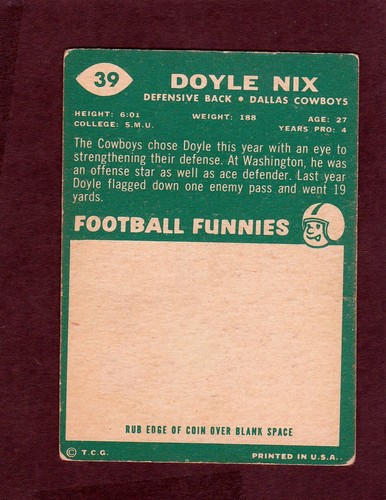 39
DOYLE NIX
DEFENSIVE BACK • DALLAS COWBOYS
HEIGHT: 6:01 WEIGHT: 188 AGE: 27
COLLEGE: S.M.U. YEARS PRO: 4
The Cowboys chose Doyle this year with an eye to
strengthening their defense. At Washington, he was
an offense star as well as ace defender. Last year
Doyle flagged down one enemy pass and went 19
yards.
FOOTBALL FUNNIES
RUB EDGE OF COIN OVER BLANK SPACE
© T.C.G. PRINTED IN U.S.A.